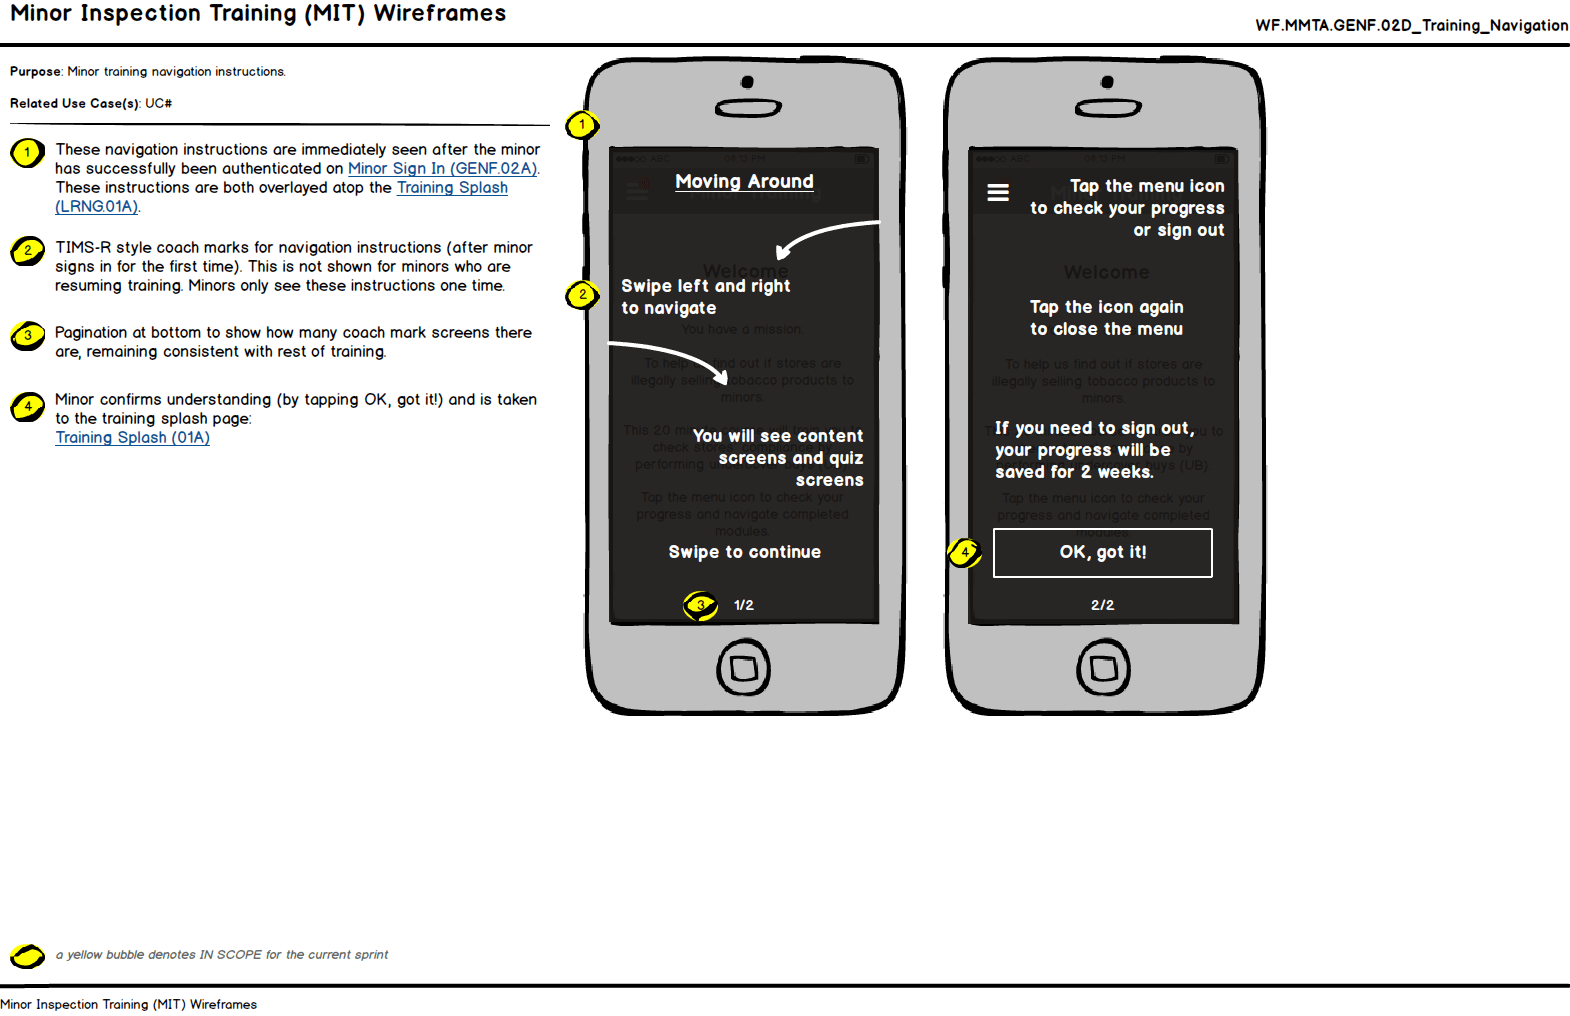 Minor Inspection Training (MIT) Wireframes
WF.MMTA.GENF.02D_Training_Navigation
Purpose: Minor training navigation instructions.
Related Use Case(s): UC#
1
These navigation instructions are immediately seen after the minor
has successfully been authenticated on Minor Sign In (GENF.02A).
These instructions are both overlayed atop the Training Splash
(LRNG.01A).
2
TIMS-R style coach marks for navigation instructions (after minor
signs in for the first time). This is not shown for minors who are
resuming training. Minors only see these instructions one time.
3
Pagination at bottom to show how many coach mark screens there
are, remaining consistent with rest of training.
4
Minor confirms understanding (by tapping OK, got it!) and is taken
to the training splash page:
Training Splash (01A)
1
08:13 PM
Moving Around
Welcome
2
Swipe left and right
to navigate
You have a mission
To help us find out if stores are
illegally selling tobacco products to
minors.
You will see content
screens and quiz
screens
Tap the menu icon to check your
progress and navigate completed
modules.
Swipe to continue
3
1/2
08:13 PM
Tap the menu icon
to check your progress
or sign out
Welcome
Tap the icon again
to close the menu
To help us find out if stores are
illegally selling tobacco products to
minors.
If you need to sign out,
your progress will be
saved for 2 weeks.
Tap the menu icon to check your
progress and navigate completed
modules.
4
OK, got it!
2/2
a yellow bubble denotes IN SCOPE for the current sprint
Minor Inspection Training (MIT) Wireframes